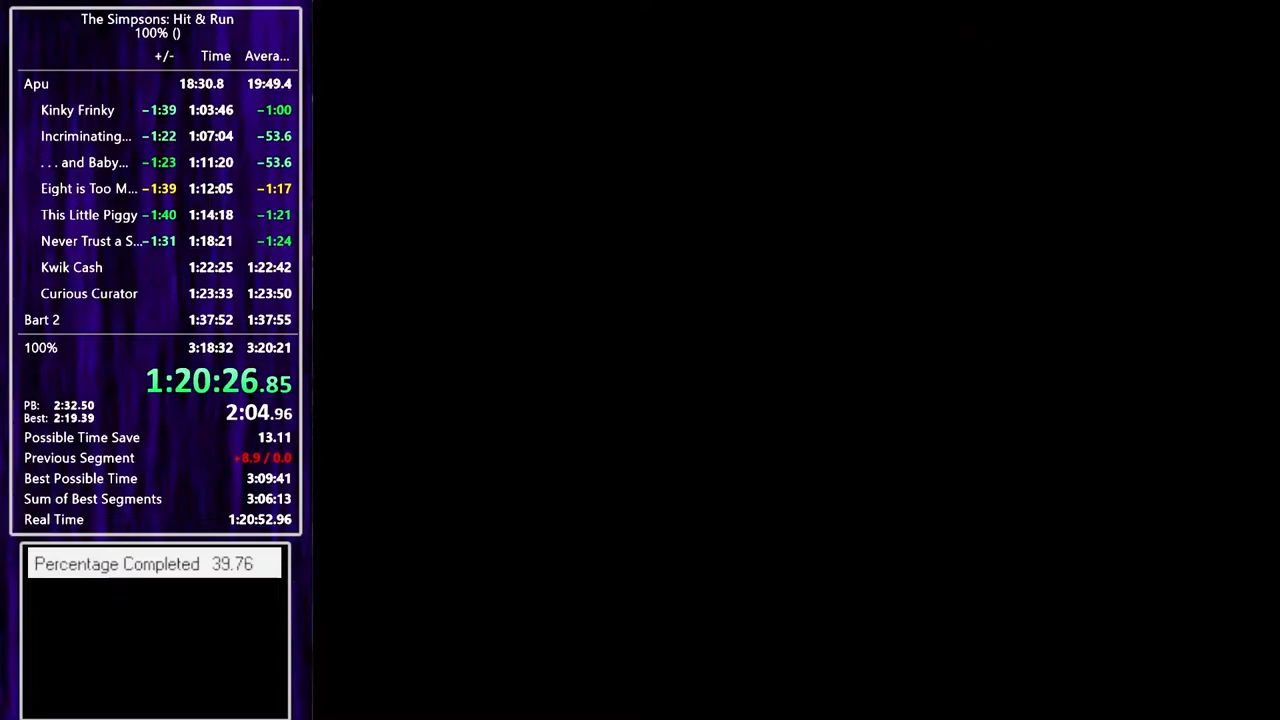 The Simpsons: Hit & Run
100% ()
+/- Time Avera...
Apu 18:30.8 19:49.4
Kinky Frinky −1:39 1:03:46 −1:00
Incriminating... −1:22 1:07:04 −53.6
. . . and Baby... −1:23 1:11:20 −53.6
Eight is Too M... −1:39 1:12:05 −1:17
This Little Piggy −1:40 1:14:18 −1:21
Never Trust a S... −1:31 1:18:21 −1:24
Kwik Cash 1:22:25 1:22:42
Curious Curator 1:23:33 1:23:50
Bart 2 1:37:52 1:37:55
100% 3:18:32 3:20:21
1:20:26.85
PB: 2:32.50
Best: 2:19.39
2:04.96
Possible Time Save 13.11
Previous Segment +8.9 / 0.0
Best Possible Time 3:09:41
Sum of Best Segments 3:06:13
Real Time 1:20:52.96
Percentage Completed 39.76